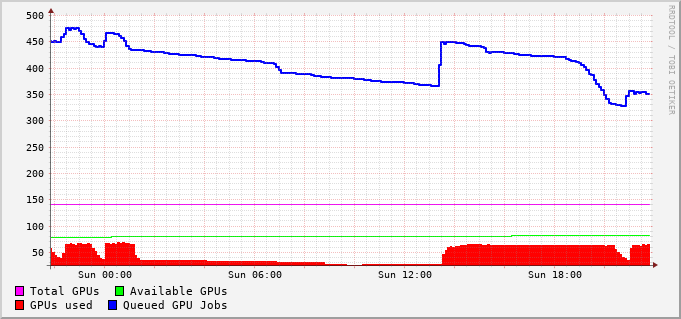 500
450
400
350
300
250
200
150
100
50
Sun 00:00 Sun 06:00 Sun 12:00 Sun 18:00
Total GPUs Available GPUs
GPUs used Queued GPU Jobs
RRDTOOL / TOBI OETIKER